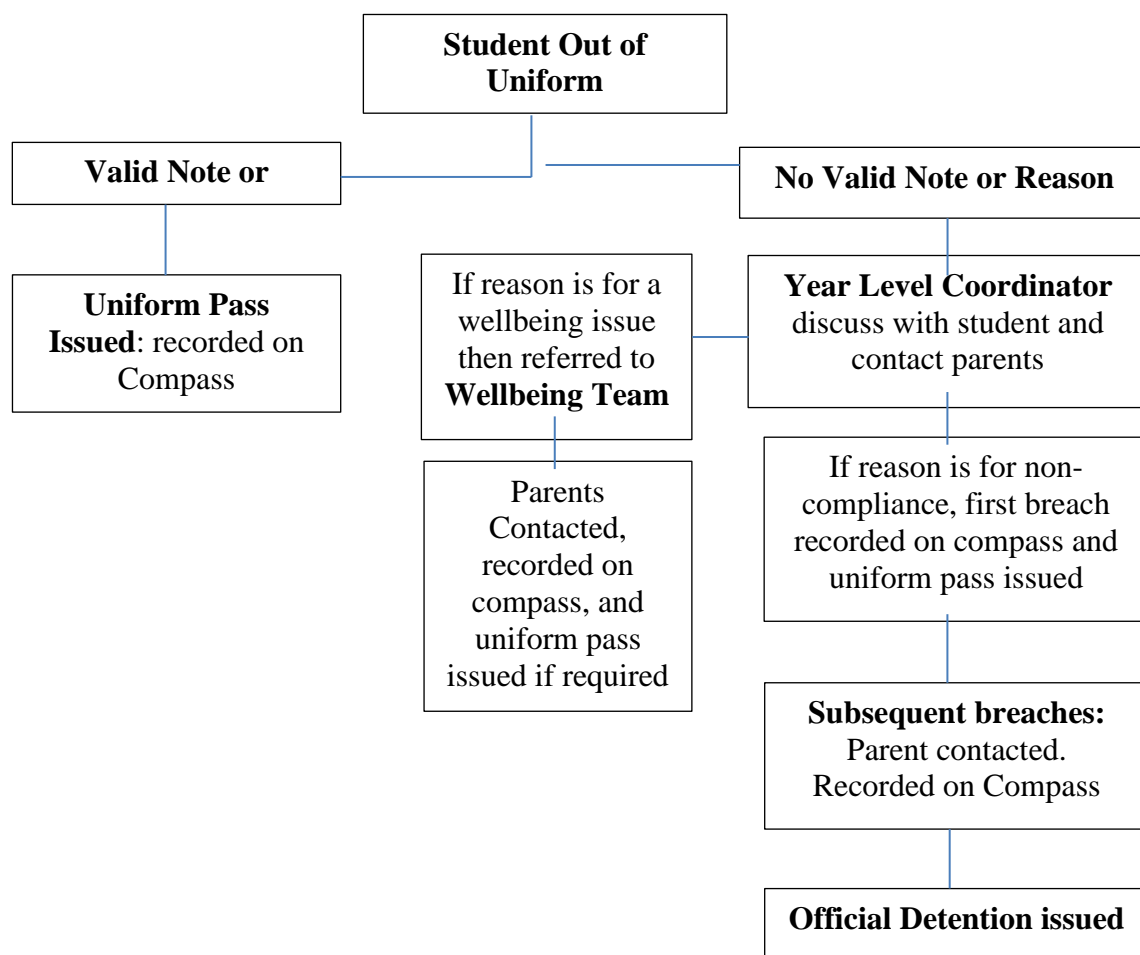 Student Out of
Uniform
Valid Note or
No Valid Note or Reason
Uniform Pass
Issued: recorded on
Compass
If reason is for a
wellbeing issue
then referred to
Wellbeing Team
Year Level Coordinator
discuss with student and
contact parents
Parents
Contacted,
recorded on
compass, and
uniform pass
issued if required
If reason is for non-
compliance, first breach
recorded on compass and
uniform pass issued
Subsequent breaches:
Parent contacted.
Recorded on Compass
Official Detention issued